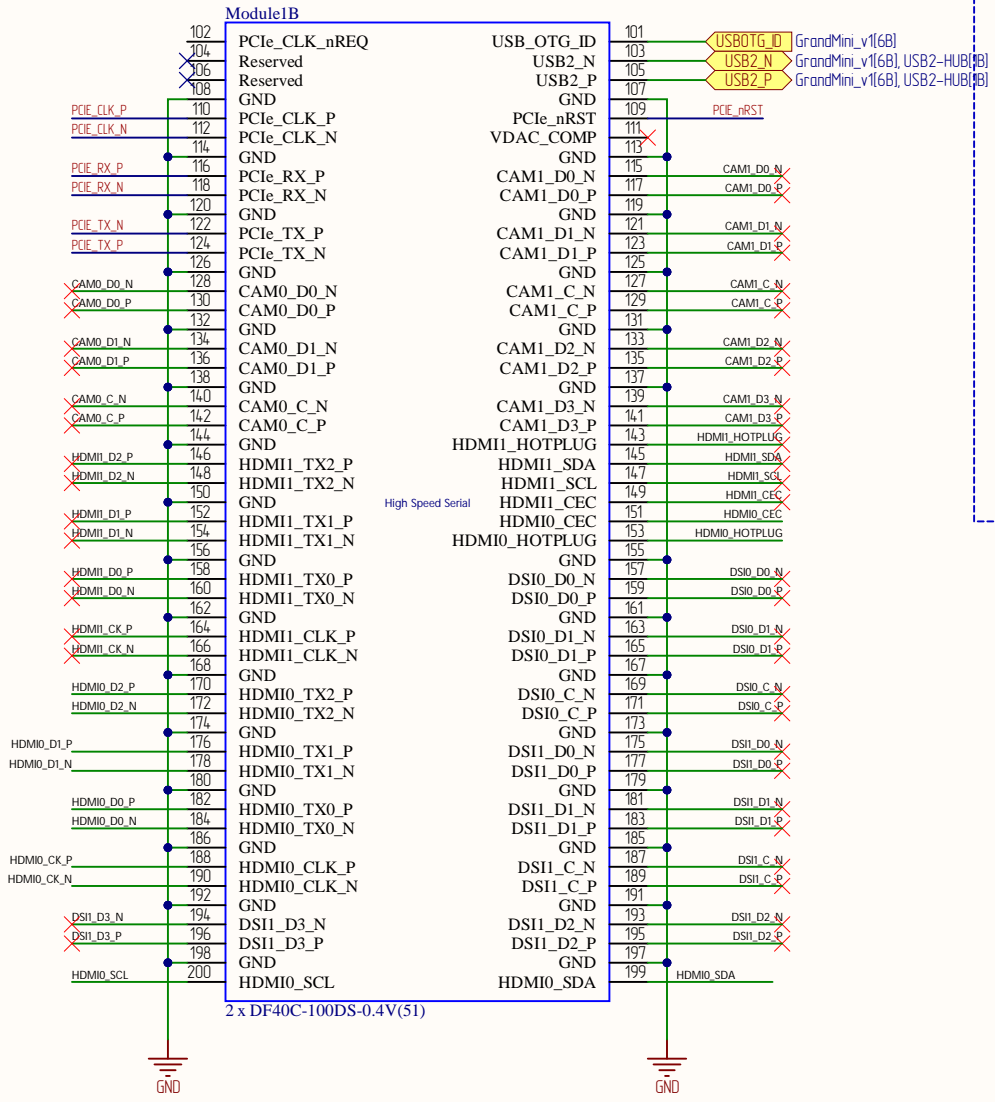 Module1B
102 PCIe_CLK_nREQ USB_OTG_ID 101 USBOTG_ID GrandMini_v1[6B]
104 Reserved USB2_N 103 USB2_N GrandMini_v1[6B], USB2-HUB[1B]
106 Reserved USB2_P 105 USB2_P GrandMini_v1[6B], USB2-HUB[1B]
108 GND GND 107
PCIE_CLK_P 110 PCIe_CLK_P PCIe_nRST 109 PCIE_nRST
PCIE_CLK_N 112 PCIe_CLK_N VDAC_COMP 111
114 GND GND 113
PCIE_RX_P 116 PCIe_RX_P CAM1_D0_N 115 CAM1_D0_N
PCIE_RX_N 118 PCIe_RX_N CAM1_D0_P 117 CAM1_D0_P
120 GND GND 119
PCIE_TX_N 122 PCIe_TX_P CAM1_D1_N 121 CAM1_D1_N
PCIE_TX_P 124 PCIe_TX_N CAM1_D1_P 123 CAM1_D1_P
126 GND GND 125
CAM0_D0_N 128 CAM0_D0_N CAM1_C_N 127 CAM1_C_N
CAM0_D0_P 130 CAM0_D0_P CAM1_C_P 129 CAM1_C_P
132 GND GND 131
CAM0_D1_N 134 CAM0_D1_N CAM1_D2_N 133 CAM1_D2_N
CAM0_D1_P 136 CAM0_D1_P CAM1_D2_P 135 CAM1_D2_P
138 GND GND 137
CAM0_C_N 140 CAM0_C_N CAM1_D3_N 139 CAM1_D3_N
CAM0_C_P 142 CAM0_C_P CAM1_D3_P 141 CAM1_D3_P
144 GND HDMI1_HOTPLUG 143 HDMI1_HOTPLUG
HDMI1_D2_P 146 HDMI1_TX2_P HDMI1_SDA 145 HDMI1_SDA
HDMI1_D2_N 148 HDMI1_TX2_N HDMI1_SCL 147 HDMI1_SCL
150 GND High Speed Serial HDMI1_CEC 149 HDMI1_CEC
HDMI1_D1_P 152 HDMI1_TX1_P HDMI0_CEC 151 HDMI0_CEC
HDMI1_D1_N 154 HDMI1_TX1_N HDMI0_HOTPLUG 153 HDMI0_HOTPLUG
156 GND GND 155
HDMI1_D0_P 158 HDMI1_TX0_P DSI0_D0_N 157 DSI0_D0_N
HDMI1_D0_N 160 HDMI1_TX0_N DSI0_D0_P 159 DSI0_D0_P
162 GND GND 161
HDMI1_CK_P 164 HDMI1_CLK_P DSI0_D1_N 163 DSI0_D1_N
HDMI1_CK_N 166 HDMI1_CLK_N DSI0_D1_P 165 DSI0_D1_P
168 GND GND 167
HDMI0_D2_P 170 HDMI0_TX2_P DSI0_C_N 169 DSI0_C_N
HDMI0_D2_N 172 HDMI0_TX2_N DSI0_C_P 171 DSI0_C_P
174 GND GND 173
HDMI0_D1_P 176 HDMI0_TX1_P DSI1_D0_N 175 DSI1_D0_N
HDMI0_D1_N 178 HDMI0_TX1_N DSI1_D0_P 177 DSI1_D0_P
180 GND GND 179
HDMI0_D0_P 182 HDMI0_TX0_P DSI1_D1_N 181 DSI1_D1_N
HDMI0_D0_N 184 HDMI0_TX0_N DSI1_D1_P 183 DSI1_D1_P
186 GND GND 185
HDMI0_CK_P 188 HDMI0_CLK_P DSI1_C_N 187 DSI1_C_N
HDMI0_CK_N 190 HDMI0_CLK_N DSI1_C_P 189 DSI1_C_P
192 GND GND 191
DSI1_D3_N 194 DSI1_D3_N DSI1_D2_N 193 DSI1_D2_N
DSI1_D3_P 196 DSI1_D3_P DSI1_D2_P 195 DSI1_D2_P
198 GND GND 197
HDMI0_SCL 200 HDMI0_SCL HDMI0_SDA 199 HDMI0_SDA
2 x DF40C-100DS-0.4V(51)
GND GND